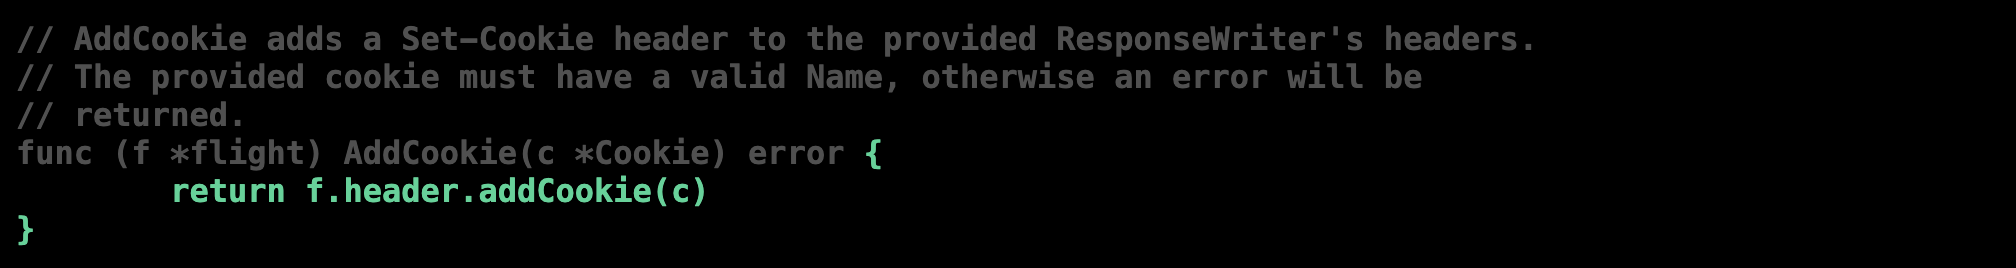 // AddCookie adds a Set-Cookie header to the provided ResponseWriter's headers.
// The provided cookie must have a valid Name, otherwise an error will be
// returned.
func (f *flight) AddCookie(c *Cookie) error {
        return f.header.addCookie(c)
}